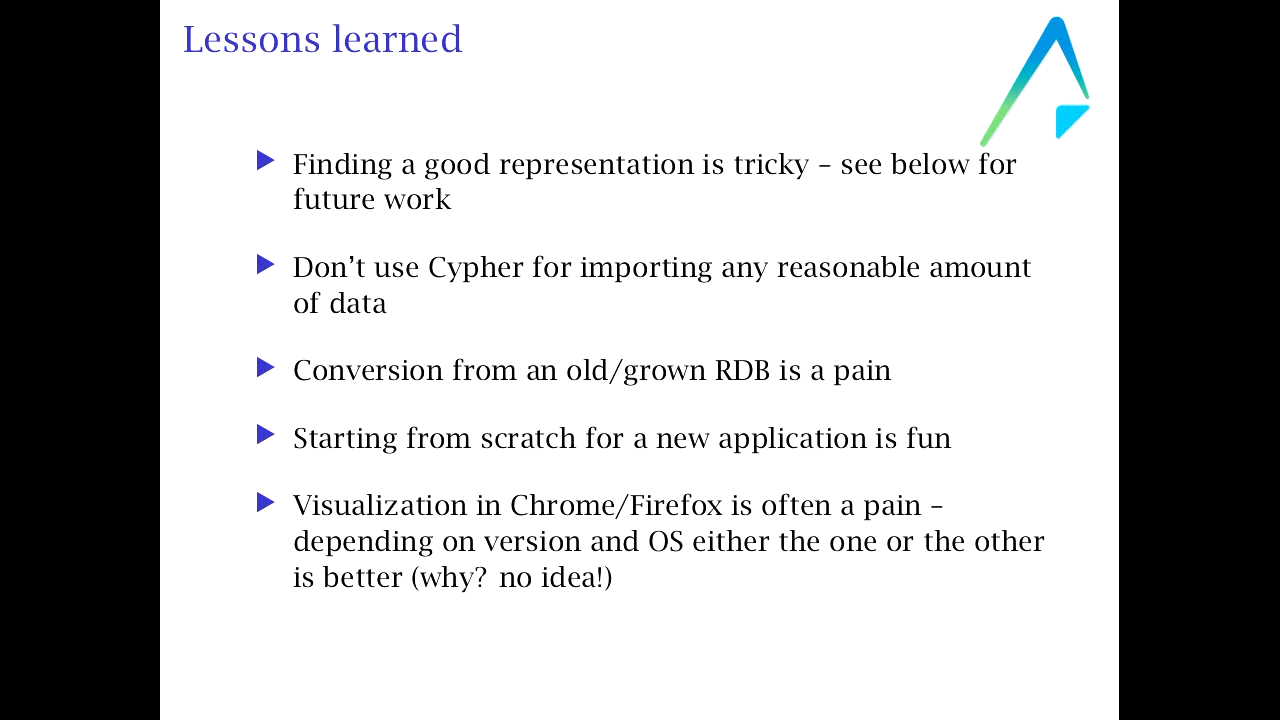 Lessons learned
Finding a good representation is tricky – see below for
future work
Don’t use Cypher for importing any reasonable amount
of data
Conversion from an old/grown RDB is a pain
Starting from scratch for a new application is fun
Visualization in Chrome/Firefox is often a pain –
depending on version and OS either the one or the other
is better (why? no idea!)